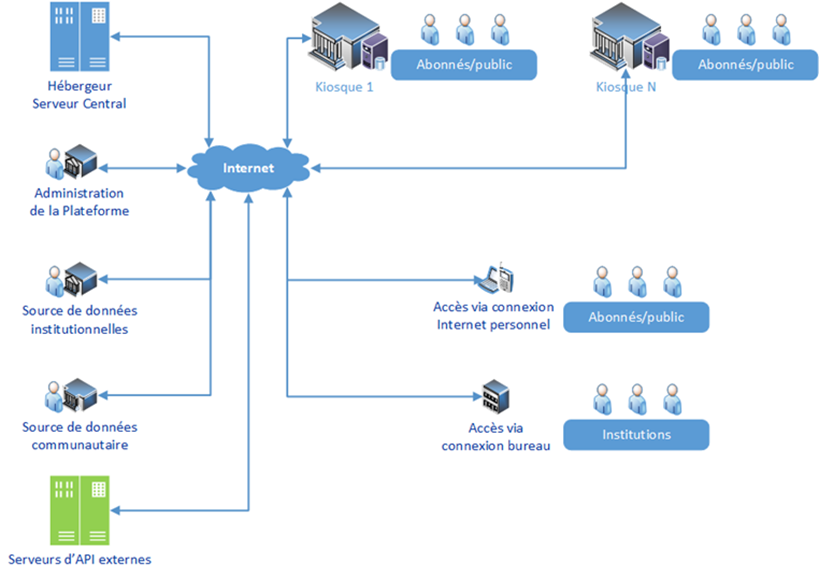 Hébergeur
Serveur Central
Kiosque 1
Abonnés/public
Kiosque N
Abonnés/public
Internet
Administration
de la Plateforme
Source de données
institutionnelles
Accès via connexion
Internet personnel
Abonnés/public
Source de données
communautaire
Accès via
connexion bureau
Institutions
Serveurs d'API externes